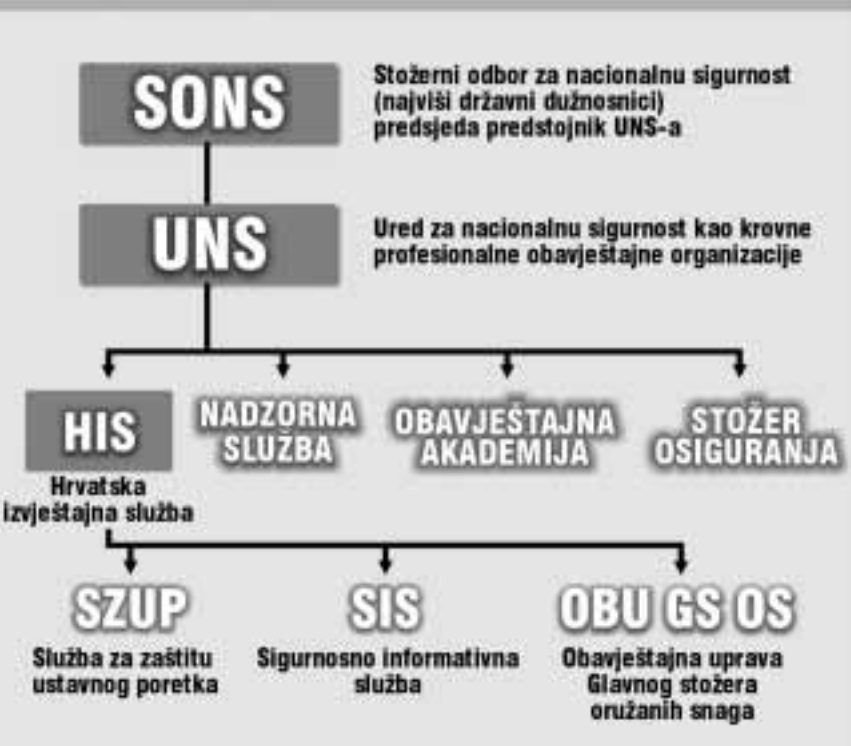 SONS
Stožerni odbor za nacionalnu sigurnost
(najviši državni dužnosnici)
predsjeda predstojnik UNS-a
UNS
Ured za nacionalnu sigurnost kao krovne
profesionalne obavještajne organizacije
HIS
Hrvatska
izvještajna služba
NADZORNA
SLUŽBA
OBAVJEŠTAJNA
AKADEMIJA
STOŽER
OSIGURANJA
SZUP
Služba za zaštitu
ustavnog poretka
SIS
Sigurnosno informativna
služba
OBU GS OS
Obavještajna uprava
Glavnog stožera
oružanih snaga